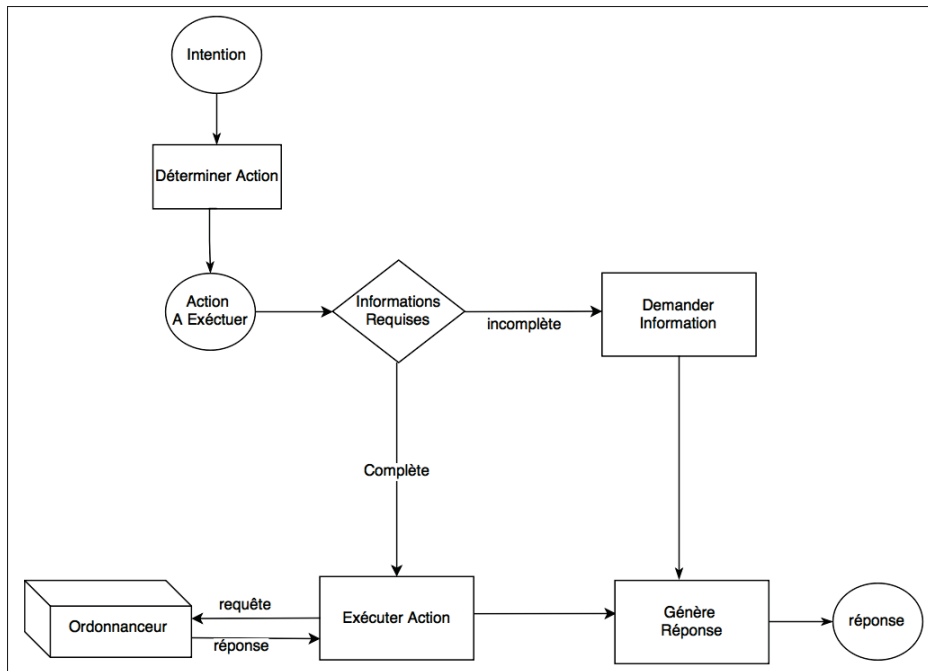 Intention
Déterminer Action
Action
A Exéctuer
Informations
Requises
incomplète
Demander
Information
Complète
Ordonnanceur
requête
réponse
Exécuter Action
Génère
Réponse
réponse